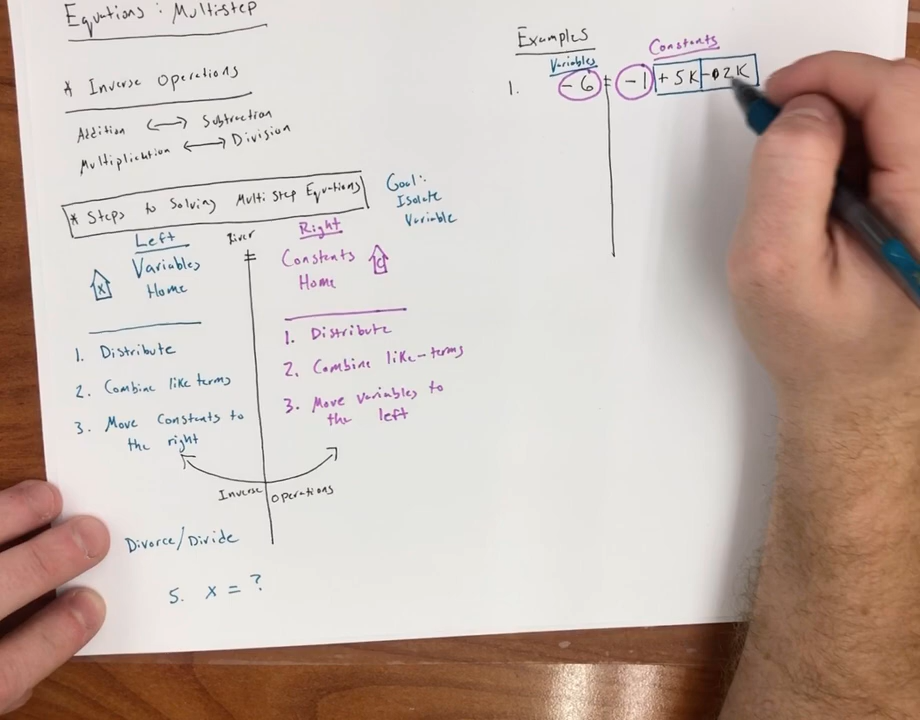 Equations: Multistep
* Inverse Operations
Addition ⟷ Subtraction
Multiplication ⟷ Division
* Steps to Solving Multi Step Equations
Goal:
Isolate
Variable
River
=
Left
Variables
Home
x
1. Distribute
2. Combine like terms
3. Move Constants to
the right
Right
Constants
Home
c
1. Distribute
2. Combine like-terms
3. Move Variables to
the left
Inverse Operations
Divorce/Divide
5. x = ?
Examples
Variables
Constants
1. -6 = -1 + 5K - 2K